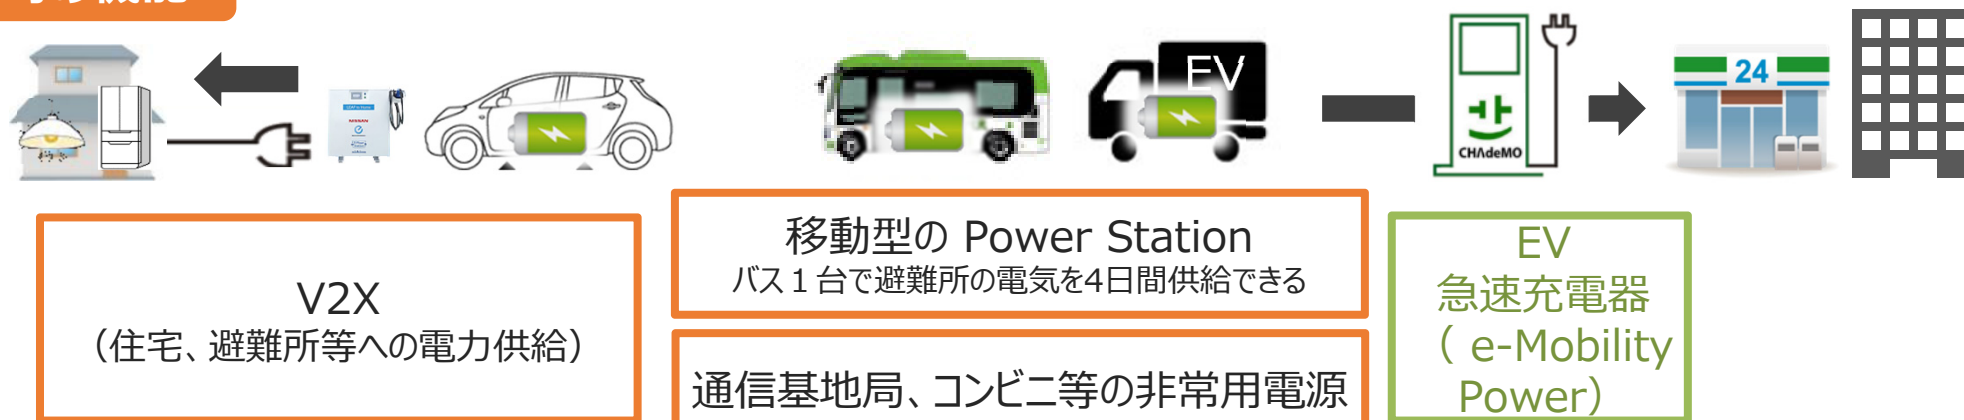 EV
24
CHAdeMO
V2X
（住宅、避難所等への電力供給）
移動型の Power Station
バス１台で避難所の電気を4日間供給できる
通信基地局、コンビニ等の非常用電源
EV
急速充電器
（ e-Mobility
Power）